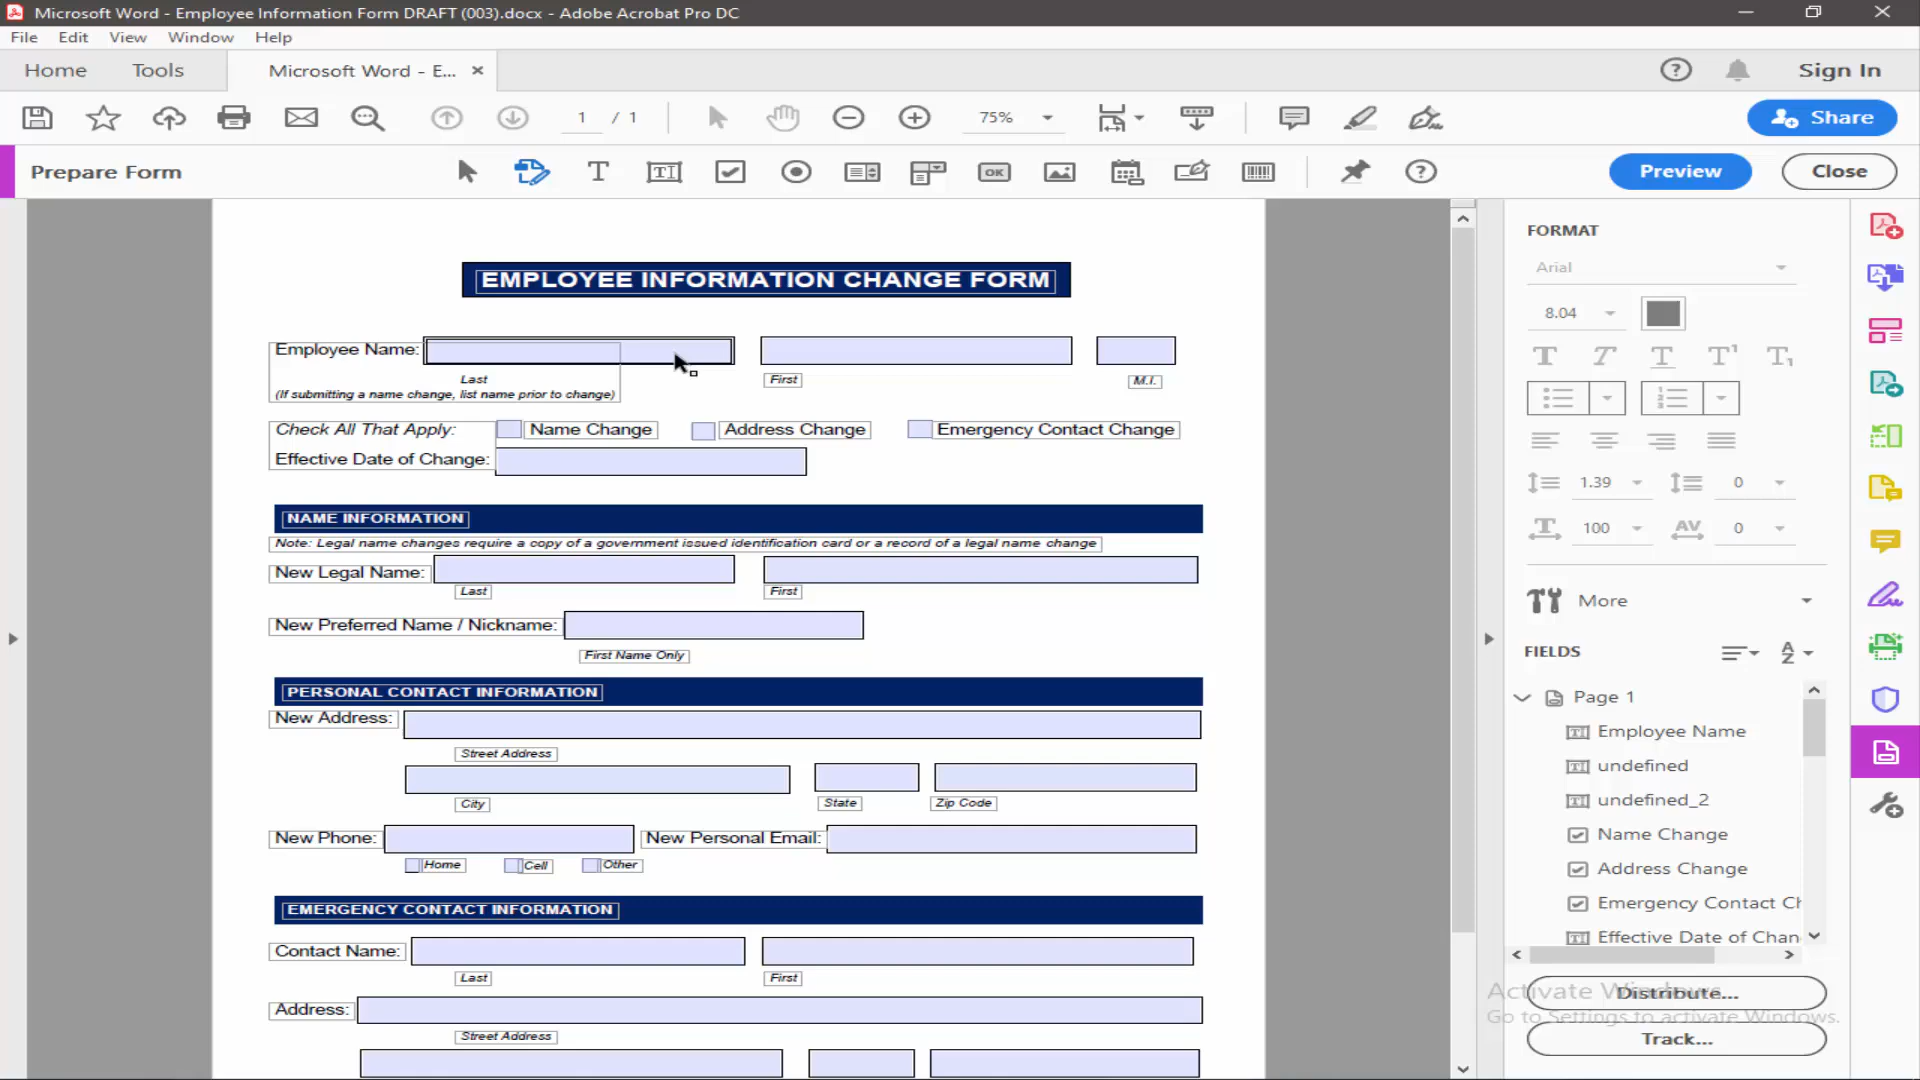 Microsoft Word - Employee Information Form DRAFT (003).docx - Adobe Acrobat Pro DC
File Edit View Window Help
Home Tools Microsoft Word - E... Sign In
1 / 1 75% Share
Prepare Form T TI OK Preview Close
FORMAT
Arial
8.04
T T T T¹ T₁
1.39 0
T 100 AV 0
More
FIELDS
Page 1
Employee Name
undefined
undefined_2
Name Change
Address Change
Emergency Contact Ch
Effective Date of Chan
Distribute...
Track...
Activate Windows
Go to Settings to activate Windows.
EMPLOYEE INFORMATION CHANGE FORM
Employee Name:
Last First M.I.
(If submitting a name change, list name prior to change)
Check All That Apply: Name Change Address Change Emergency Contact Change
Effective Date of Change:
NAME INFORMATION
Note: Legal name changes require a copy of a government issued identification card or a record of a legal name change
New Legal Name:
Last First
New Preferred Name / Nickname:
First Name Only
PERSONAL CONTACT INFORMATION
New Address:
Street Address
City State Zip Code
New Phone: New Personal Email:
Home Cell Other
EMERGENCY CONTACT INFORMATION
Contact Name:
Last First
Address:
Street Address